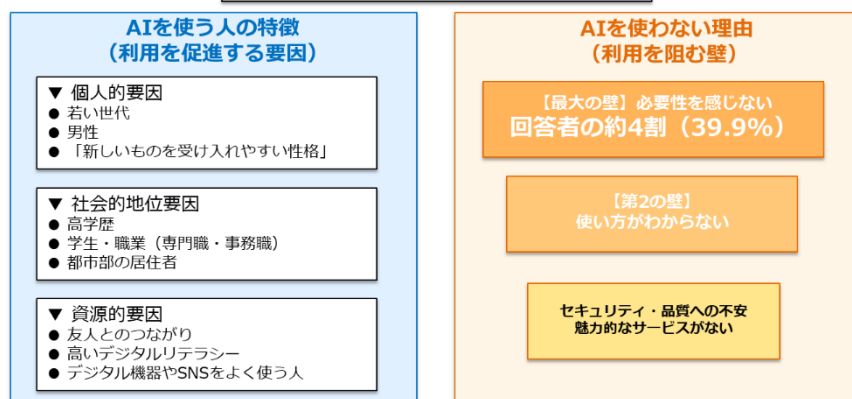 AIを使う人の特徴
（利用を促進する要因）
▼ 個人的要因
● 若い世代
● 男性
● 「新しいものを受け入れやすい性格」
▼ 社会的地位要因
● 高学歴
● 学生・職業（専門職・事務職）
● 都市部の居住者
▼ 資源的要因
● 友人とのつながり
● 高いデジタルリテラシー
● デジタル機器やSNSをよく使う人
AIを使わない理由
（利用を阻む壁）
【最大の壁】必要性を感じない
回答者の約4割（39.9%）
【第2の壁】
使い方がわからない
セキュリティ・品質への不安
魅力的なサービスがない